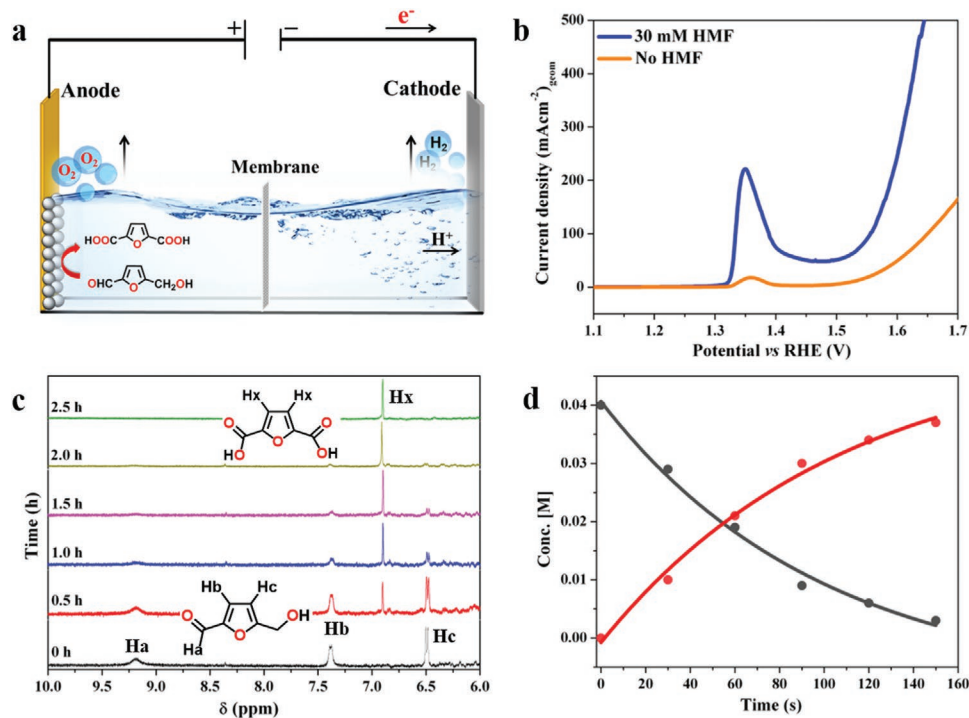 a
+ −
e-
Anode
Cathode
O2
O2
H2
H2
Membrane
HOOC O COOH
H+
OHC O CH2OH
b
30 mM HMF
No HMF
Current density (mAcm-2)geom
500
400
300
200
100
0
1.1 1.2 1.3 1.4 1.5 1.6 1.7
Potential vs RHE (V)
c
2.5 h
2.0 h
1.5 h
1.0 h
0.5 h
0 h
Time (h)
Hx Hx
Hx
O O O
HO OH
Hb Hc
O O OH
Ha
Ha
Hb
Hc
10.0 9.5 9.0 8.5 8.0 7.5 7.0 6.5 6.0
δ (ppm)
d
Conc. [M]
0.04
0.03
0.02
0.01
0.00
0 20 40 60 80 100 120 140 160
Time (s)